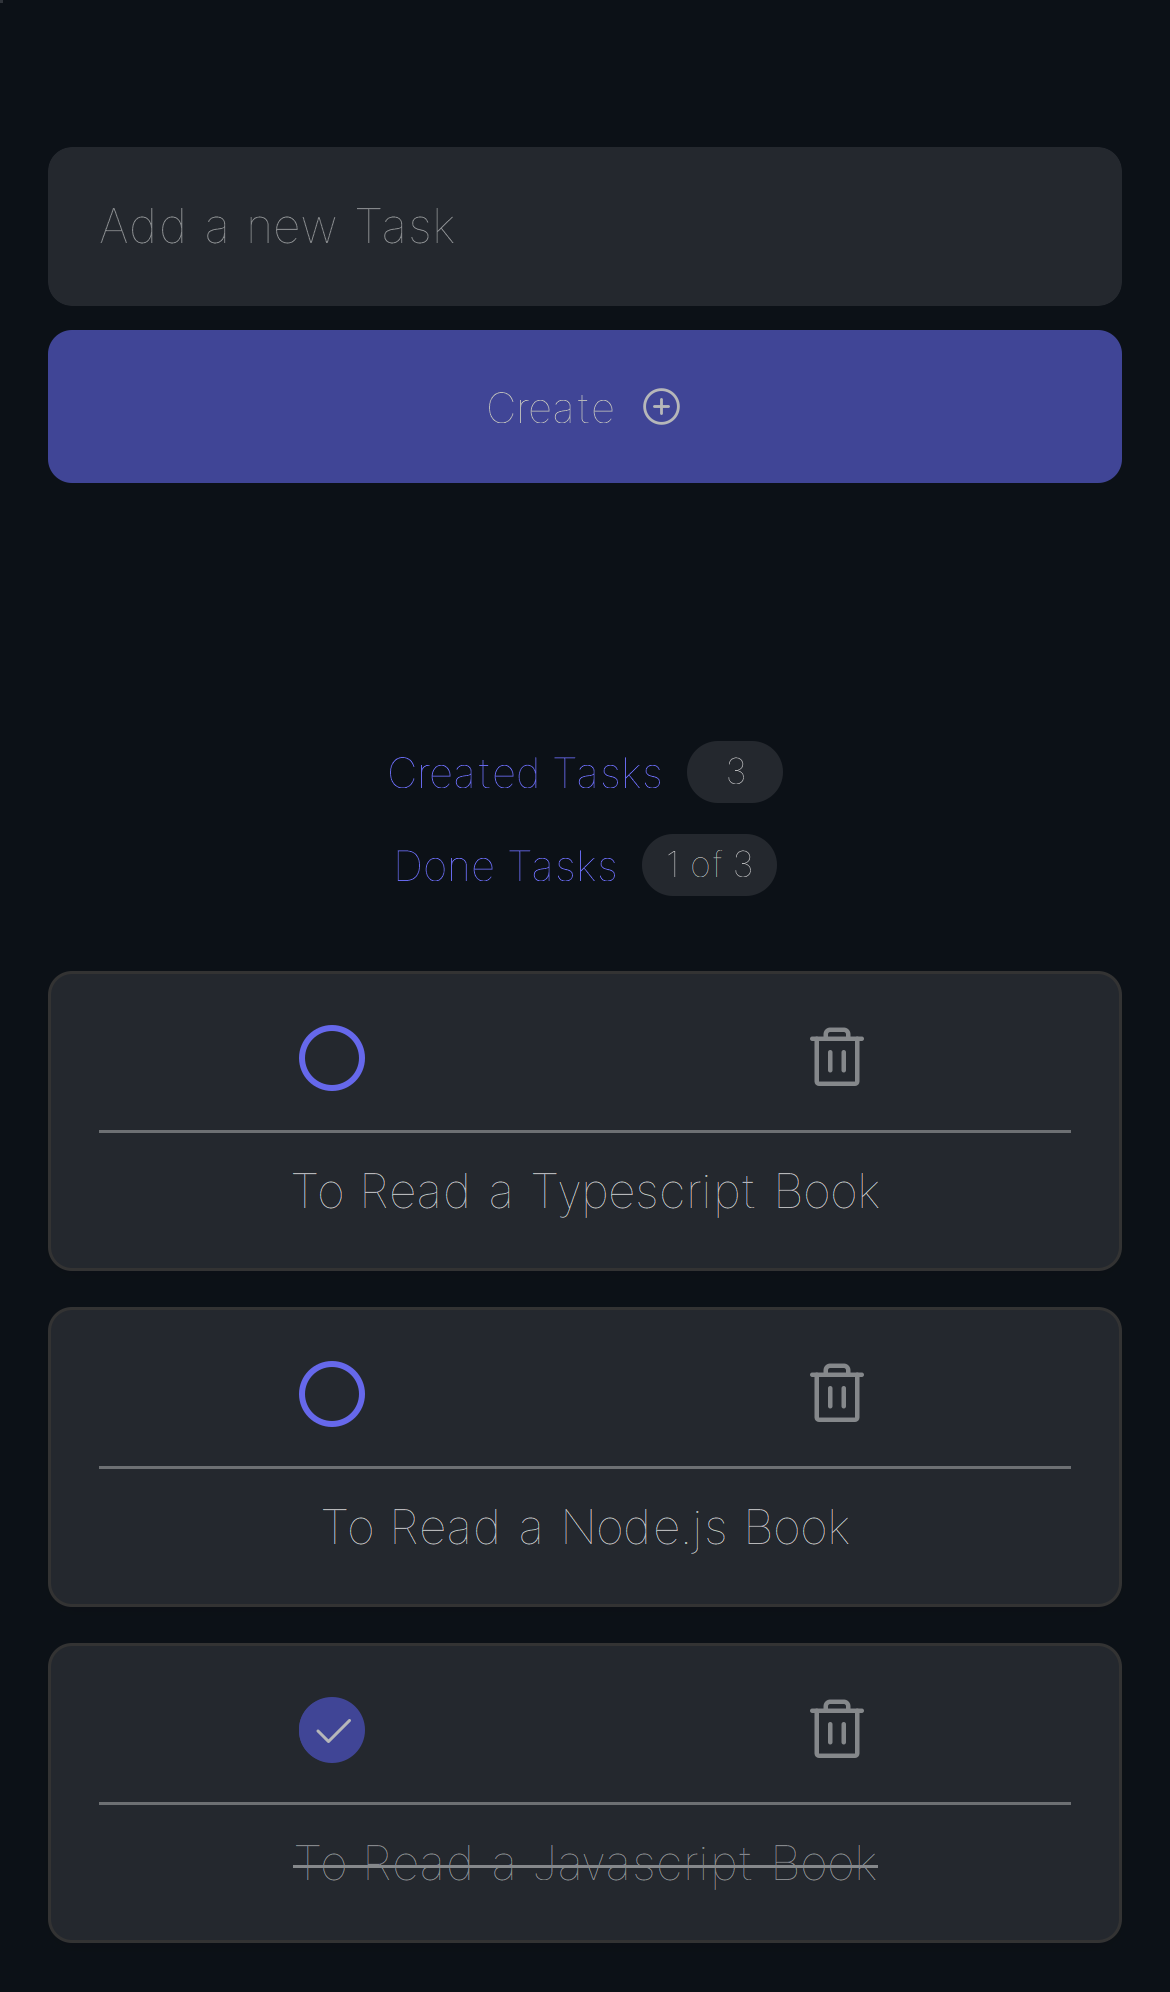 Add a new Task
Create
Created Tasks 3
Done Tasks 1 of 3
To Read a Typescript Book
To Read a Node.js Book
To Read a Javascript Book